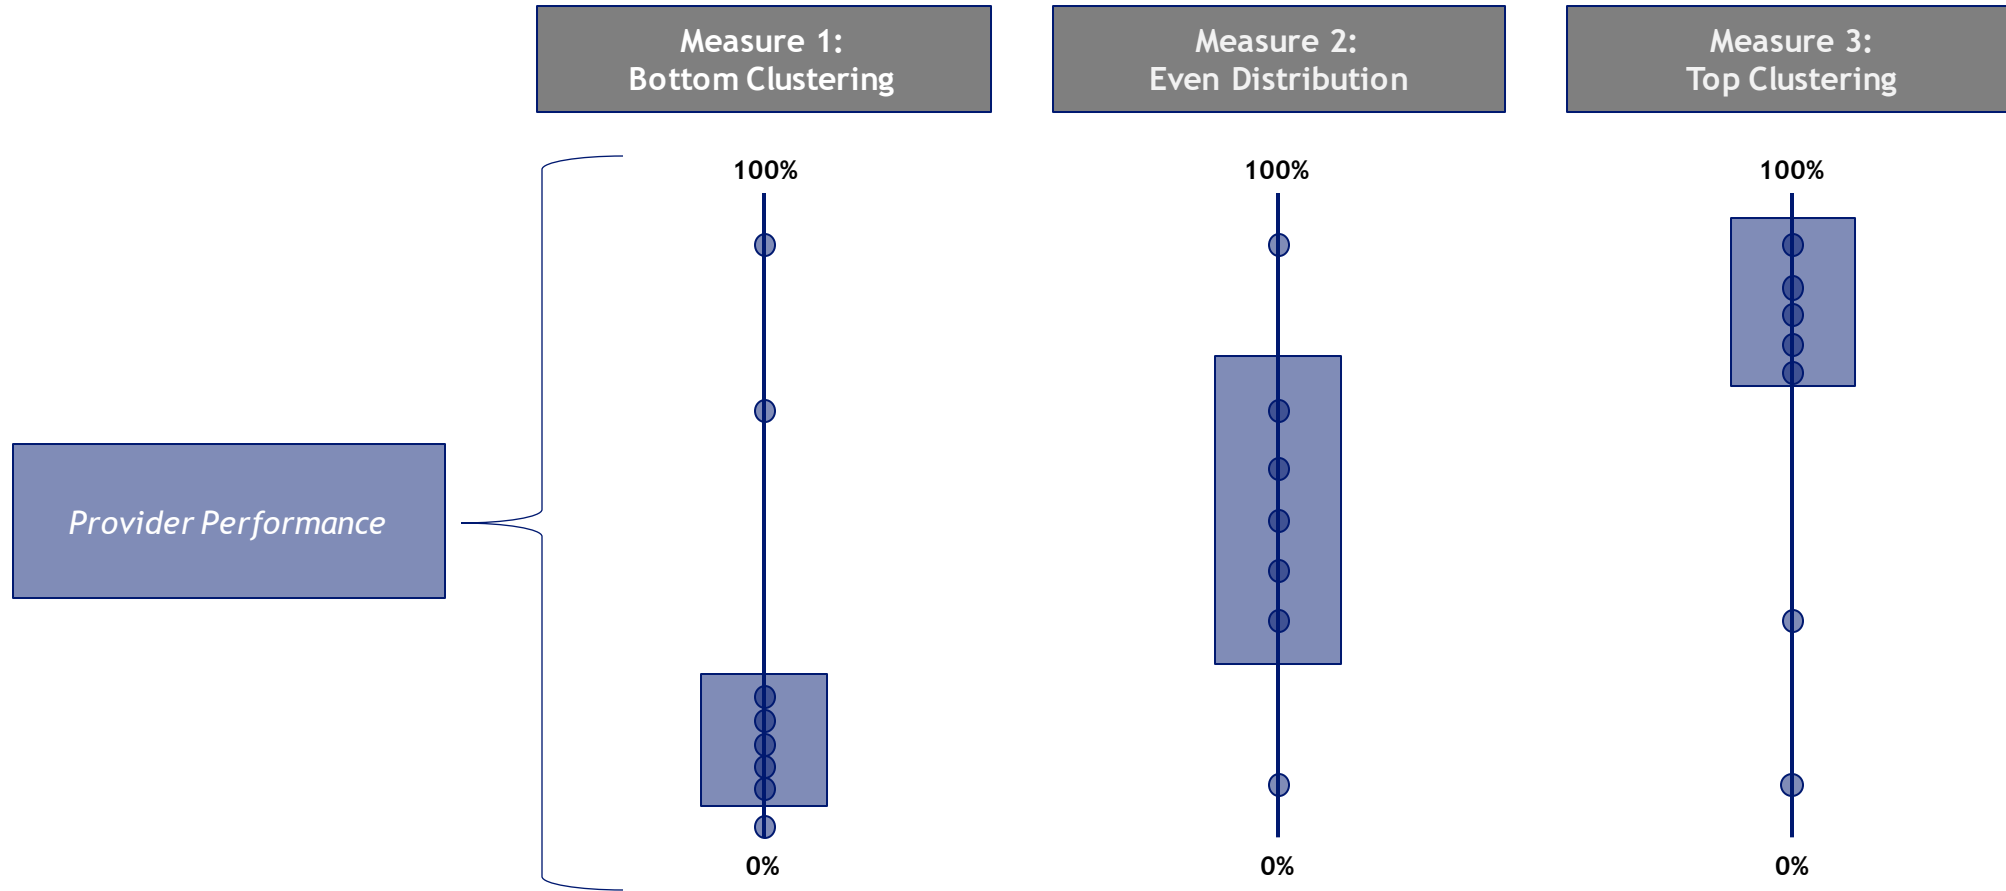 Measure 1:
Bottom Clustering
Measure 2:
Even Distribution
Measure 3:
Top Clustering
100%
100%
100%
Provider Performance
0%
0%
0%